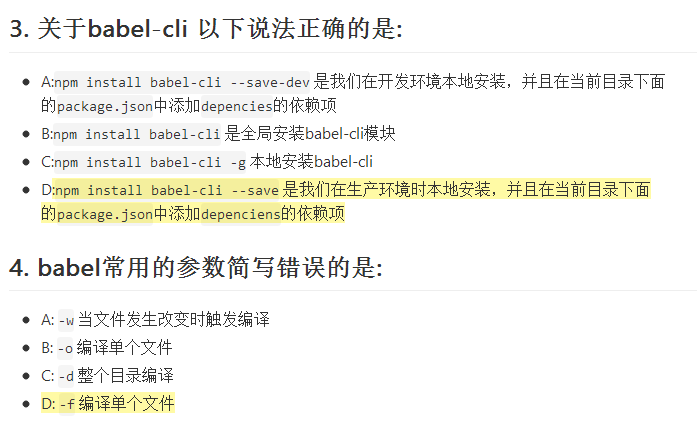 3. 关于babel-cli 以下说法正确的是:
A:npm install babel-cli --save-dev 是我们在开发环境本地安装，并且在当前目录下面
的package.json中添加depencies的依赖项
B:npm install babel-cli 是全局安装babel-cli模块
C:npm install babel-cli -g 本地安装babel-cli
D:npm install babel-cli --save 是我们在生产环境时本地安装，并且在当前目录下面
的package.json中添加depenciens的依赖项
4. babel常用的参数简写错误的是:
A: -w 当文件发生改变时触发编译
B: -o 编译单个文件
C: -d 整个目录编译
D: -f 编译单个文件